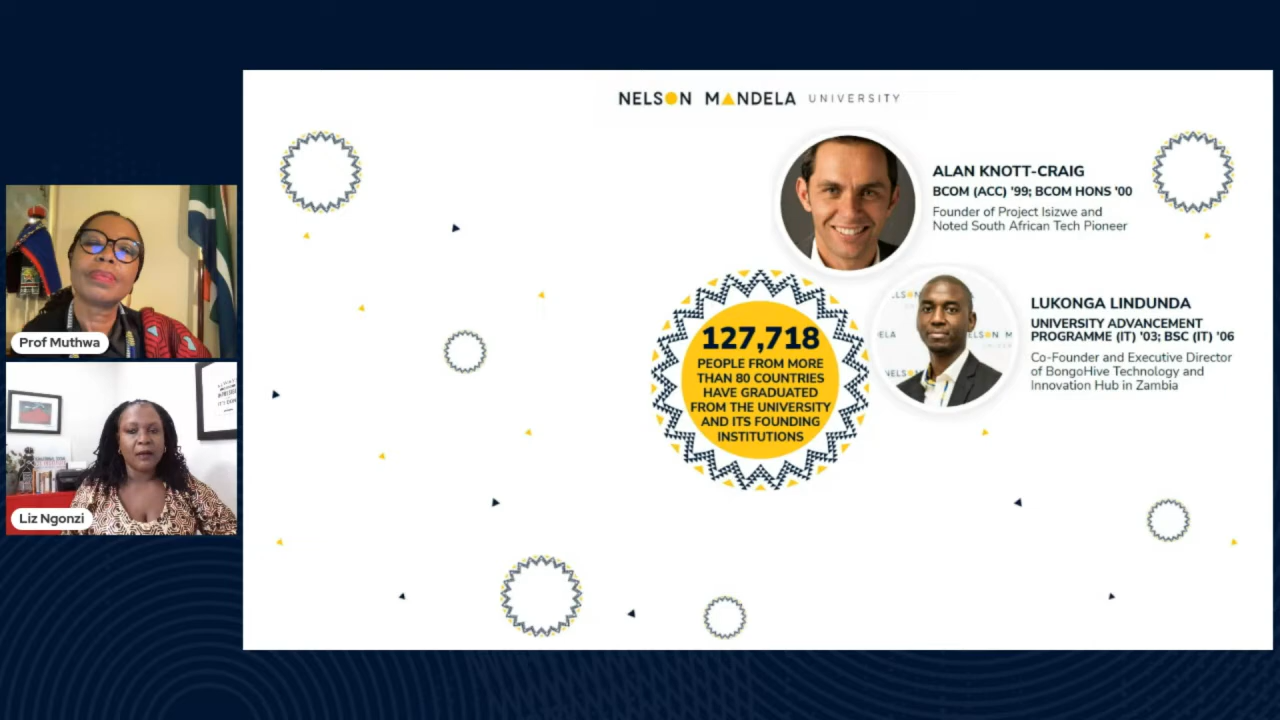 NELSON MANDELA UNIVERSITY
ALAN KNOTT-CRAIG
BCOM (ACC) '99; BCOM HONS '00
Founder of Project Isizwe and
Noted South African Tech Pioneer
LUKONGA LINDUNDA
UNIVERSITY ADVANCEMENT
PROGRAMME (IT) '03; BSC (IT) '06
Co-Founder and Executive Director
of BongoHive Technology and
Innovation Hub in Zambia
127,718
PEOPLE FROM MORE
THAN 80 COUNTRIES
HAVE GRADUATED
FROM THE UNIVERSITY
AND ITS FOUNDING
INSTITUTIONS
Prof Muthwa
Liz Ngonzi